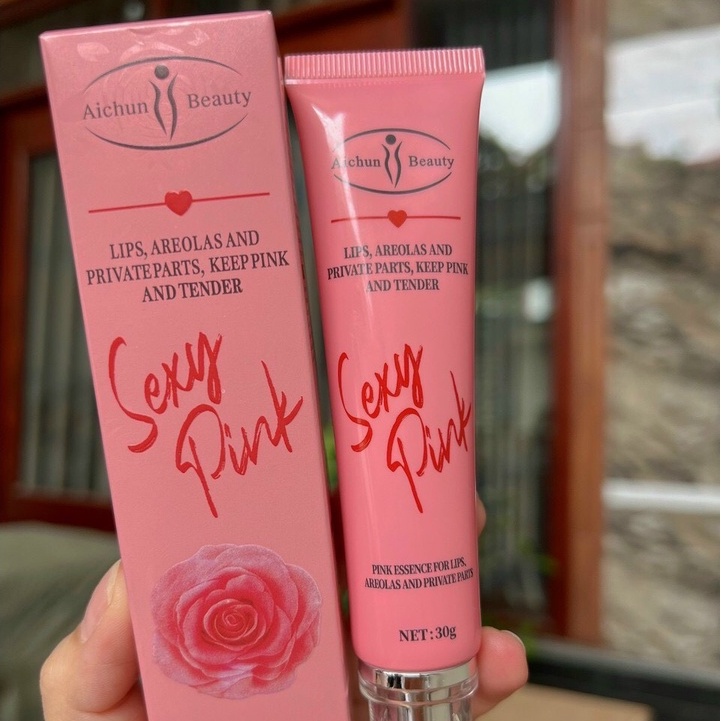 Aichun Beauty
LIPS, AREOLAS AND
PRIVATE PARTS, KEEP PINK
AND TENDER
Sexy
Pink
Aichun Beauty
LIPS, AREOLAS AND
PRIVATE PARTS, KEEP PINK
AND TENDER
Sexy
Pink
PINK ESSENCE FOR LIPS,
AREOLAS AND PRIVATE PARTS
NET:30g